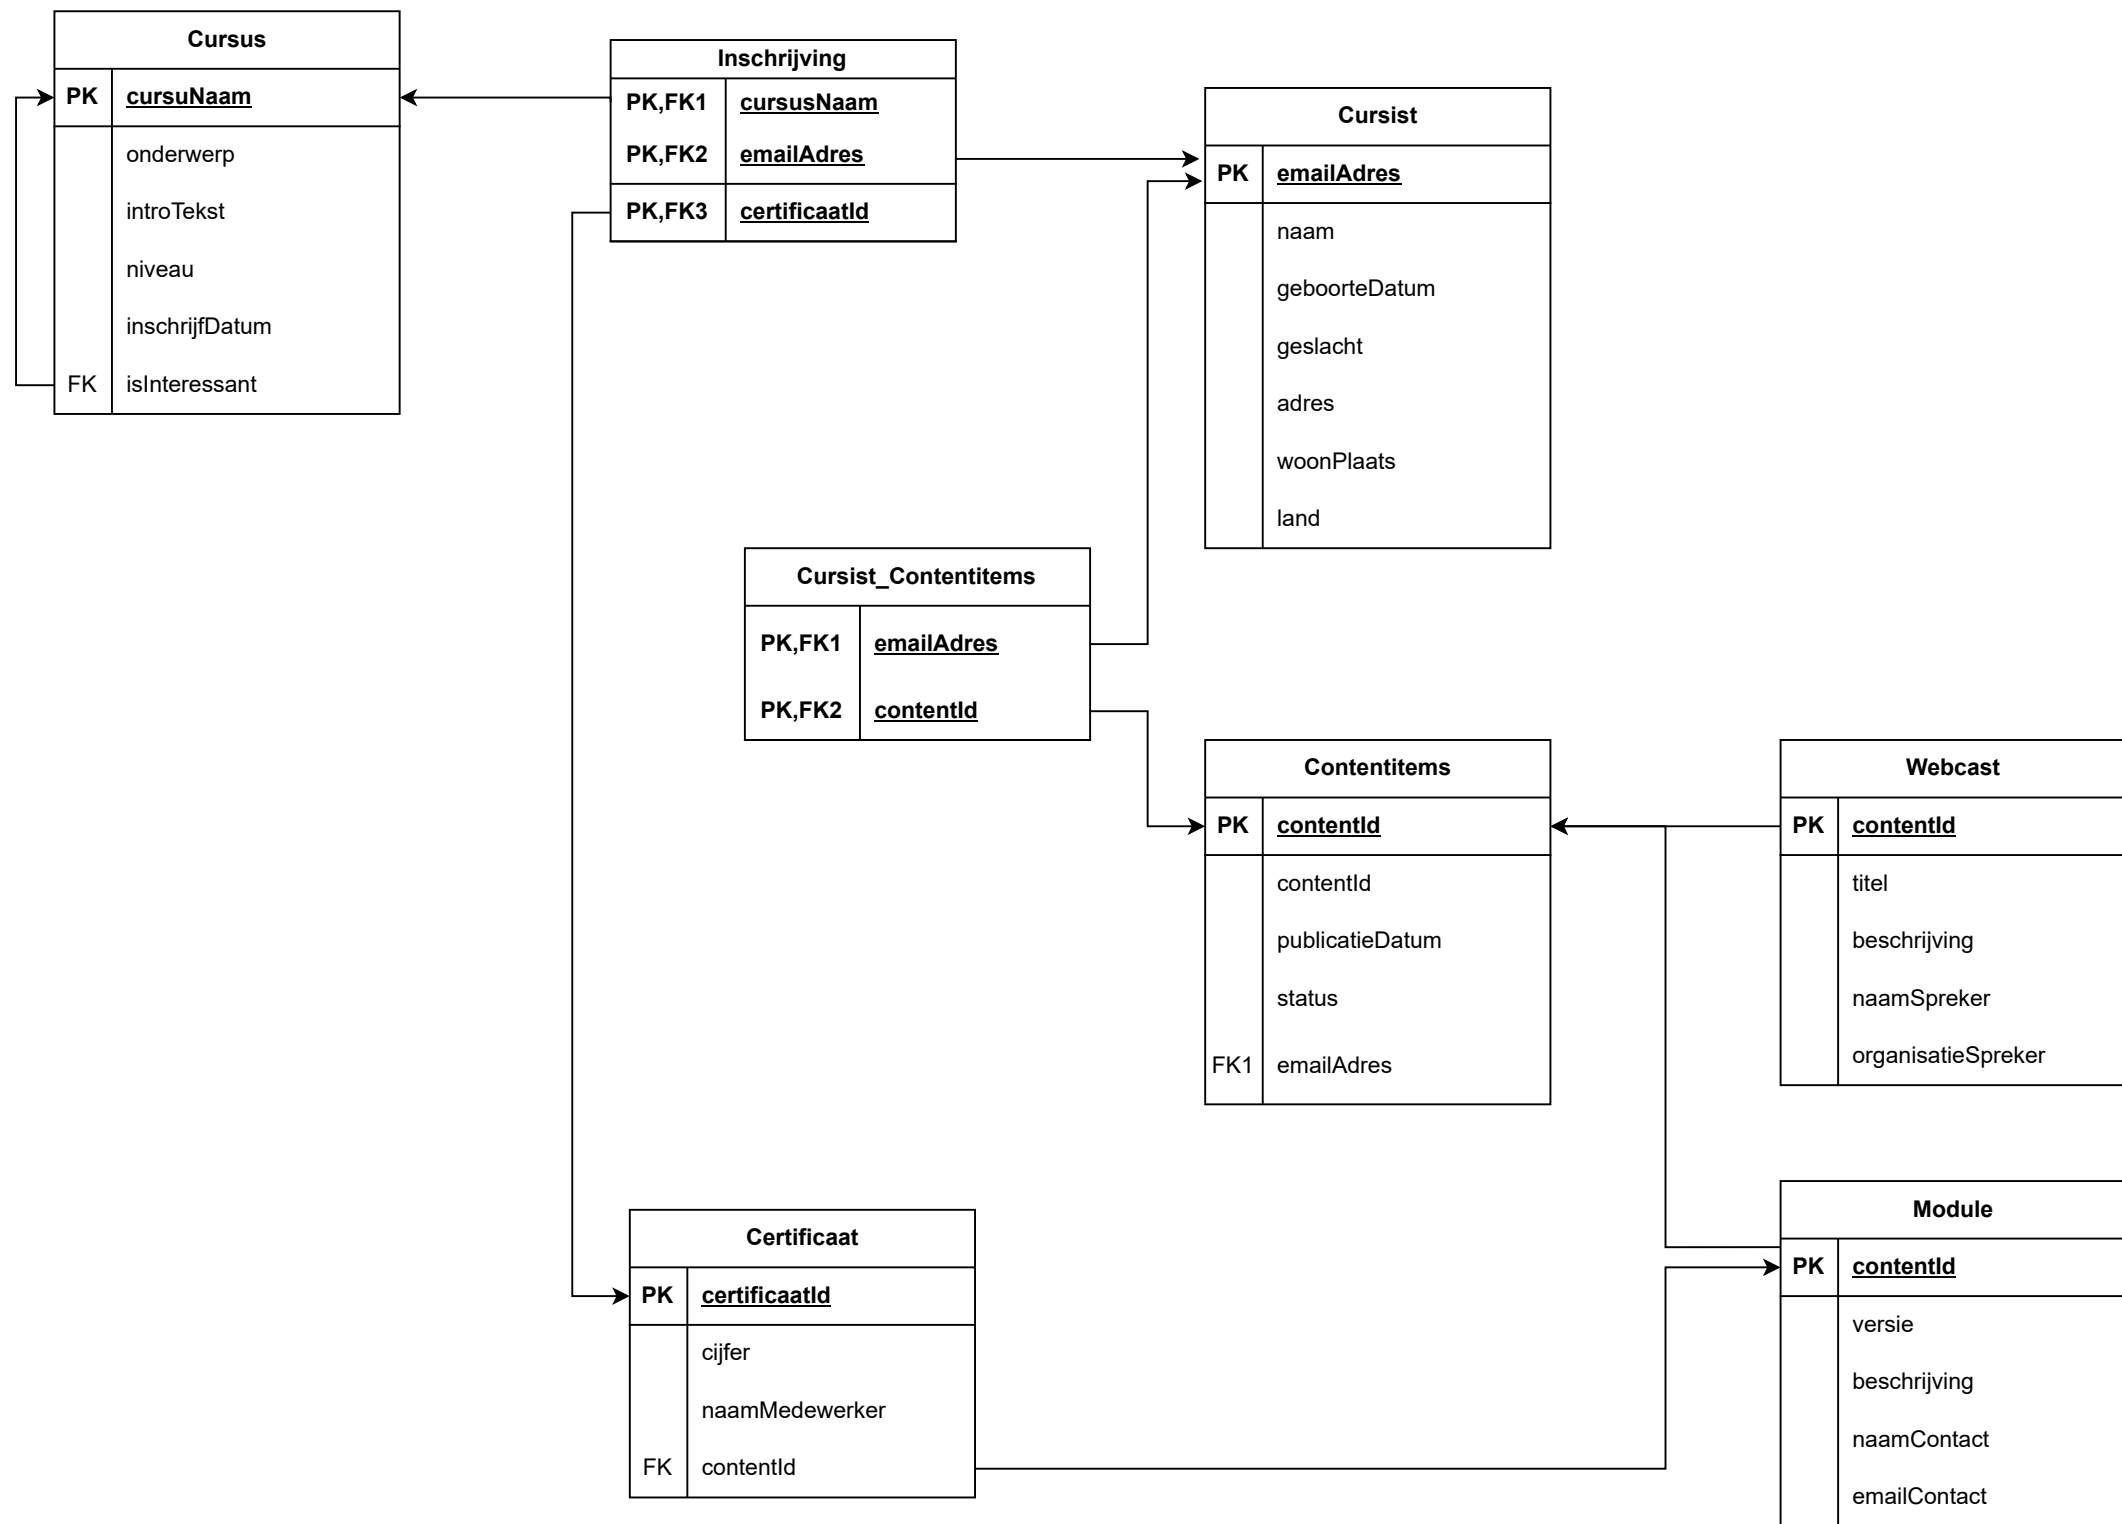 Cursus
PK cursuNaam
onderwerp
introTekst
niveau
inschrijfDatum
FK isInteressant
Inschrijving
PK,FK1 cursusNaam
PK,FK2 emailAdres
PK,FK3 certificaatId
Cursist
PK emailAdres
naam
geboorteDatum
geslacht
adres
woonPlaats
land
Cursist_Contentitems
PK,FK1 emailAdres
PK,FK2 contentId
Contentitems
PK contentId
contentId
publicatieDatum
status
FK1 emailAdres
Webcast
PK contentId
titel
beschrijving
naamSpreker
organisatieSpreker
Certificaat
PK certificaatId
cijfer
naamMedewerker
FK contentId
Module
PK contentId
versie
beschrijving
naamContact
emailContact